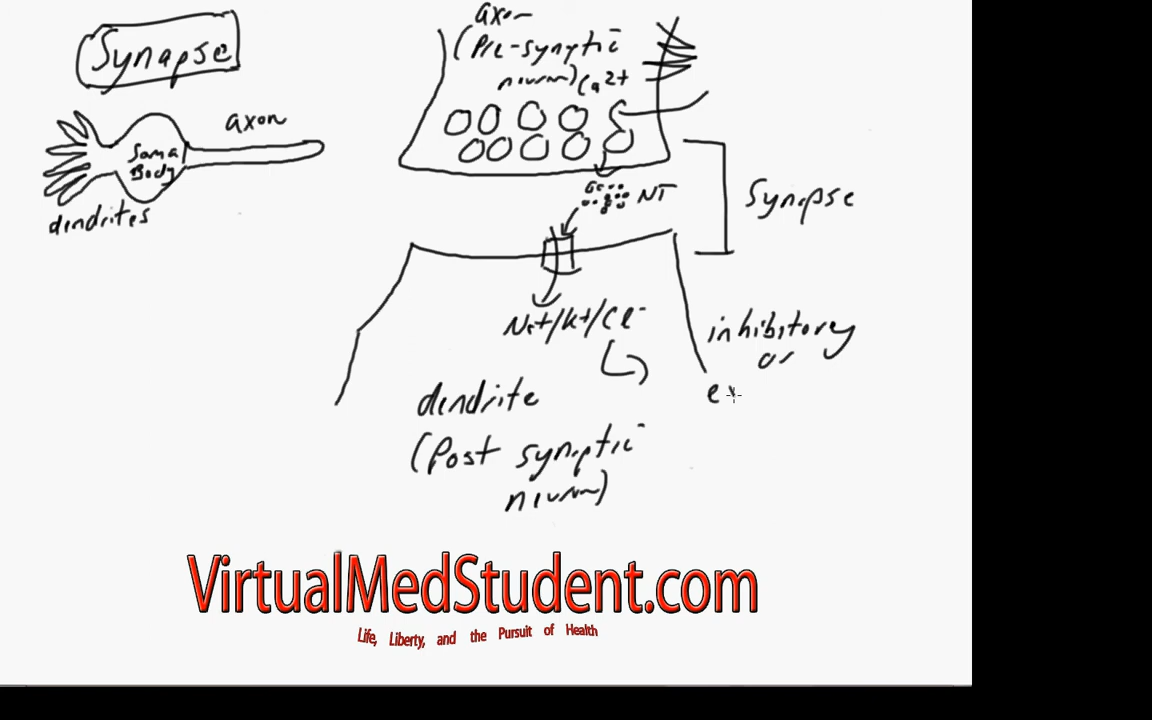 Synapse
axon
(Pre-synaptic
neuron)
Ca2+
axon
Soma
Body
dendrites
NT
Synapse
Na+/K+/Cl-
inhibitory
or
ex
dendrite
(Post synaptic
neuron)
VirtualMedStudent.com
Life, Liberty, and the Pursuit of Health